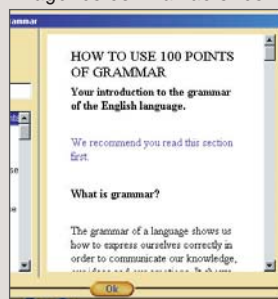 ammar
HOW TO USE 100 POINTS
OF GRAMMAR
Your introduction to the grammar
of the English language.
We recommend you read this section
first.
What is grammar?
The grammar of a language shows us
how to express ourselves correctly in
order to communicate our knowledge,
Ok